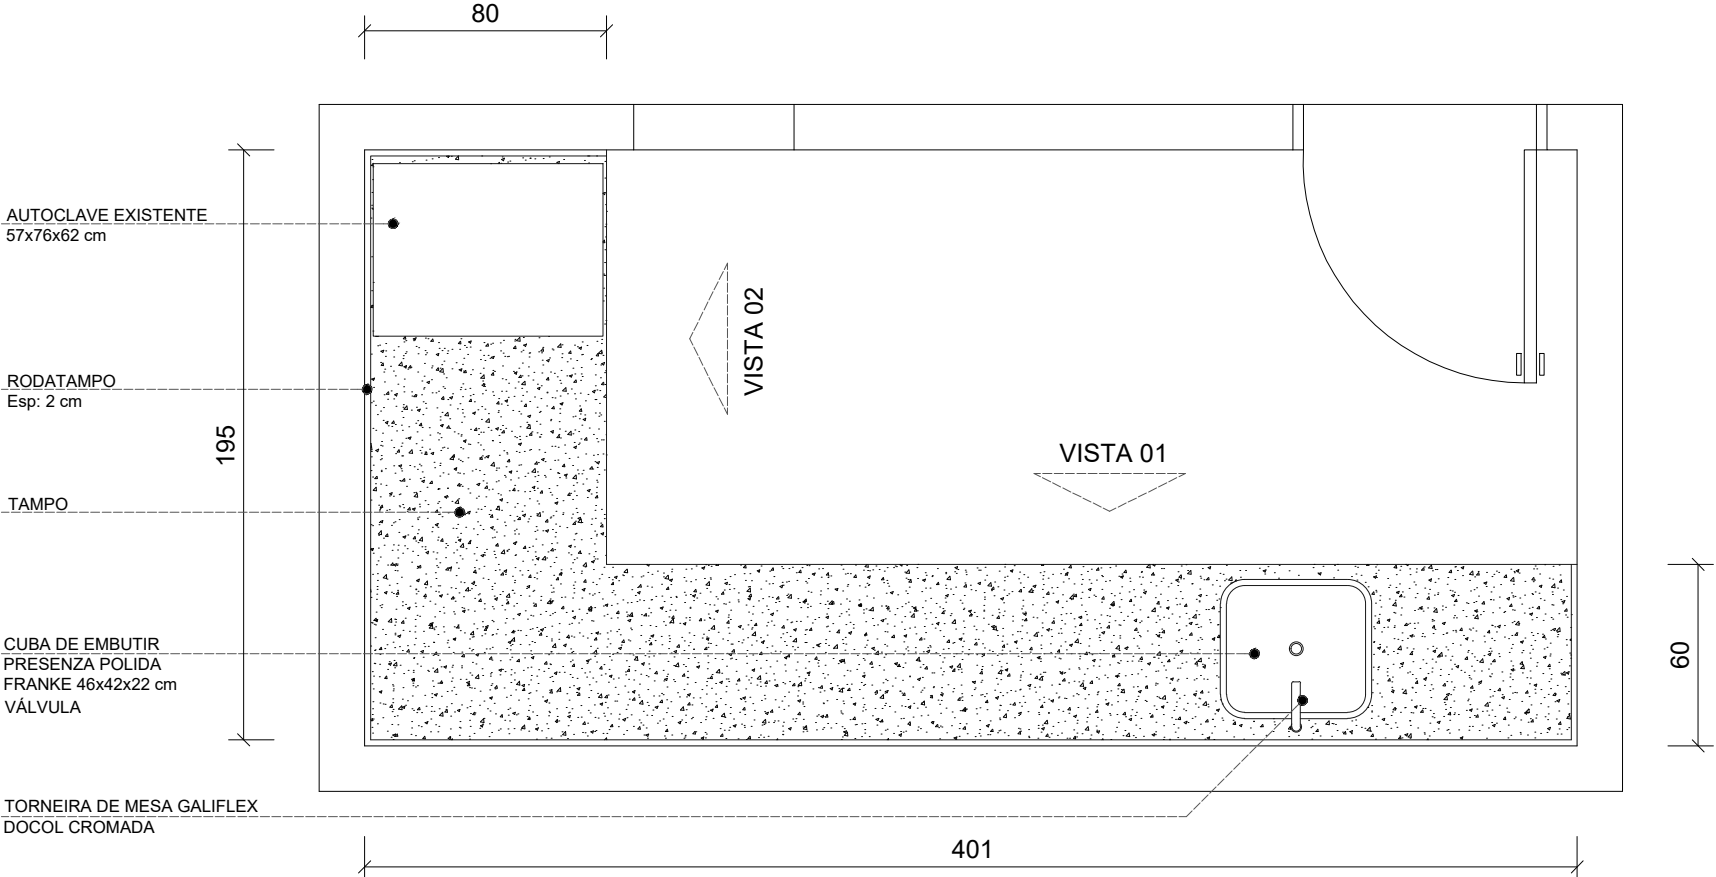 80
AUTOCLAVE EXISTENTE
57x76x62 cm
VISTA 02
RODATAMPO
Esp: 2 cm
195
VISTA 01
TAMPO
CUBA DE EMBUTIR
PRESENZA POLIDA
FRANKE 46x42x22 cm
VÁLVULA
60
TORNEIRA DE MESA GALIFLEX
DOCOL CROMADA
401